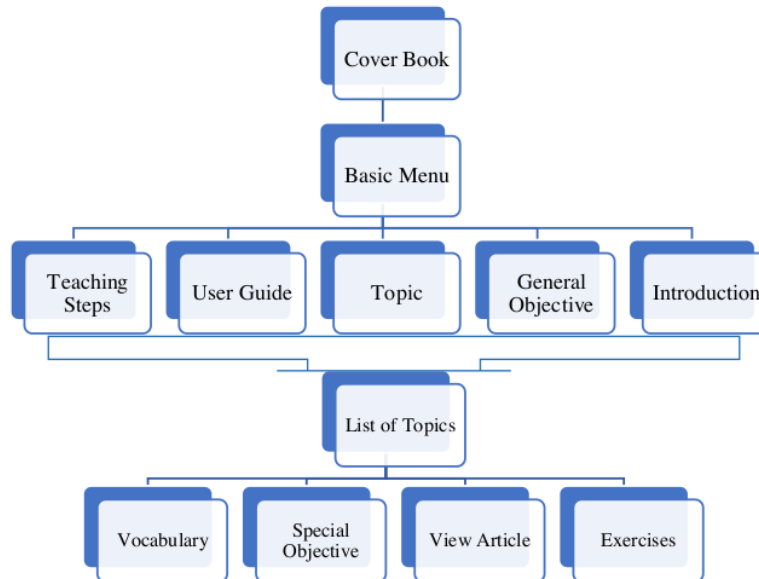 Cover Book
Basic Menu
Teaching
Steps
User Guide
Topic
General
Objective
Introduction
List of Topics
Vocabulary
Special
Objective
View Article
Exercises